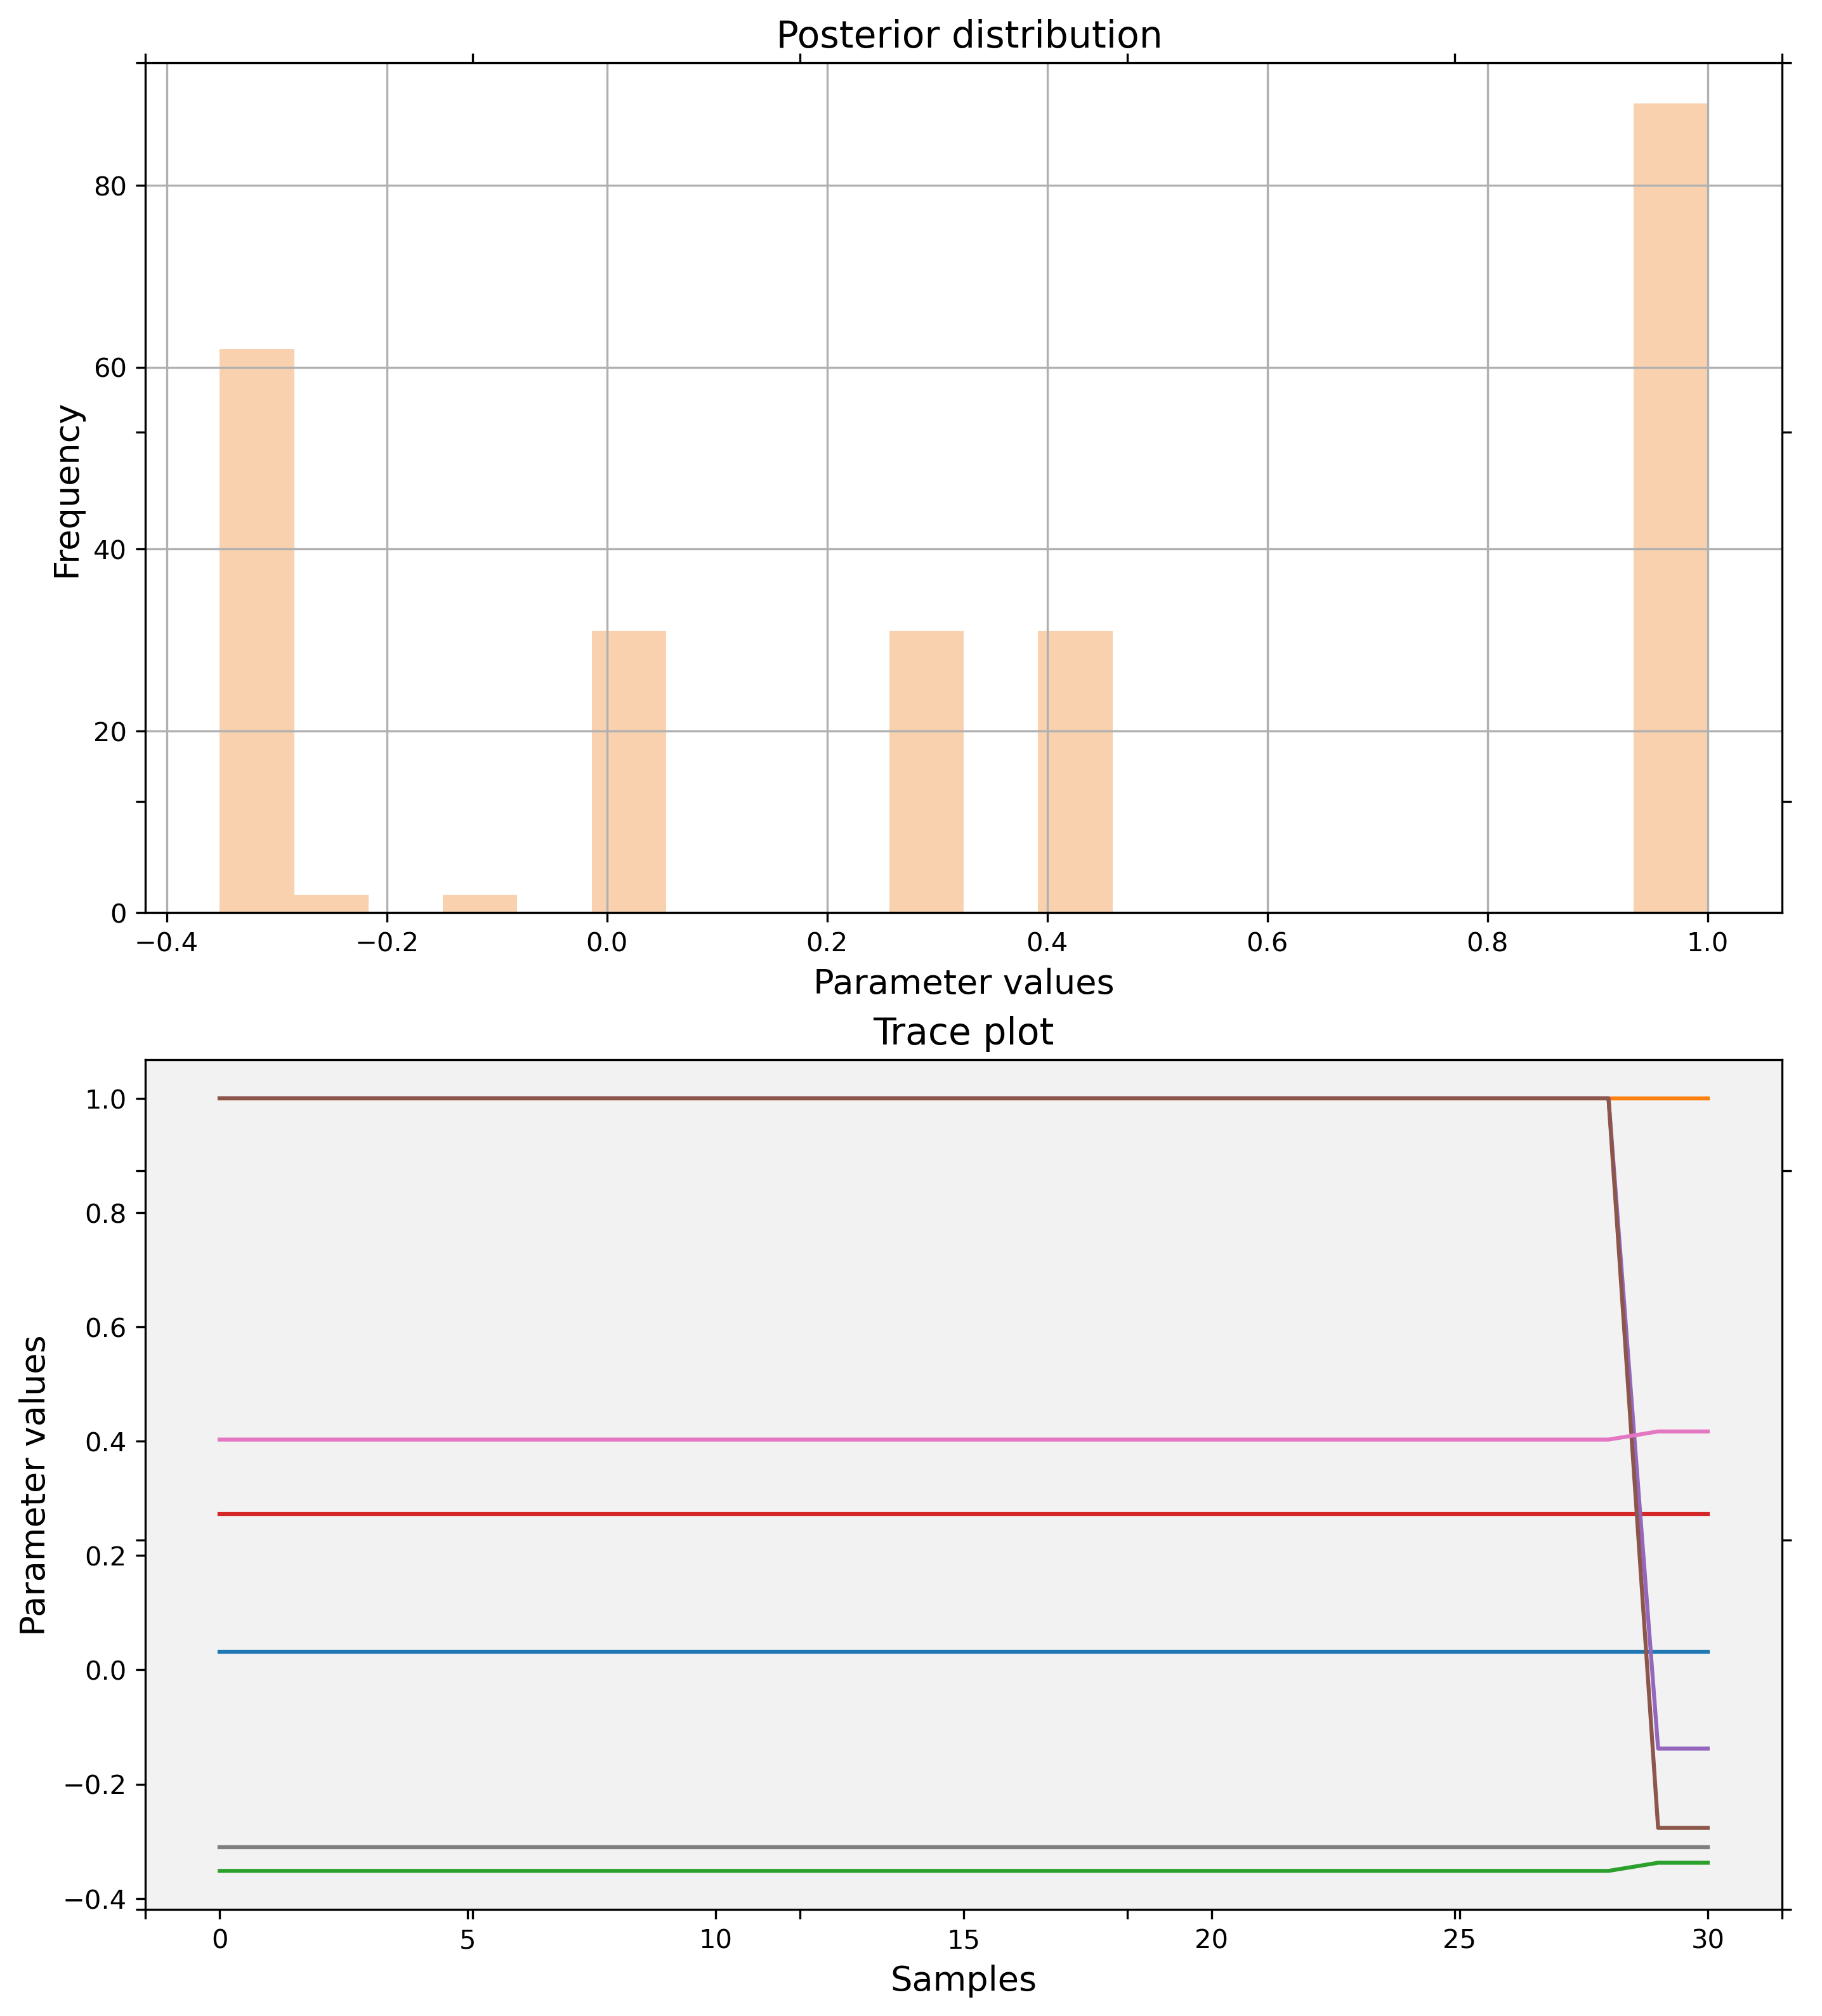 Posterior distribution
Frequency
80
60
40
20
0
−0.4 −0.2 0.0 0.2 0.4 0.6 0.8 1.0
Parameter values
Trace plot
Parameter values
1.0
0.8
0.6
0.4
0.2
0.0
−0.2
−0.4
0 5 10 15 20 25 30
Samples